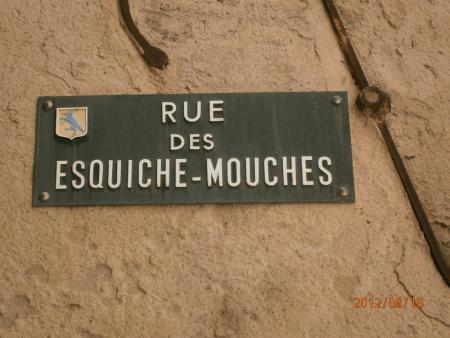 RUE
DES
ESQUICHE-MOUCHES
2012/08/18